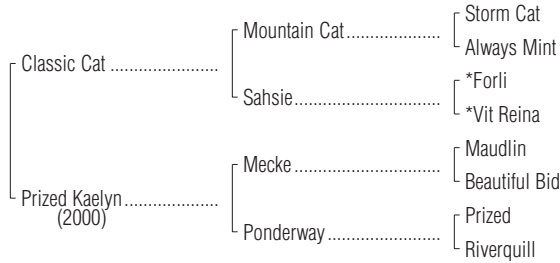 Storm Cat
Mountain Cat
Always Mint
Classic Cat
*Forli
Sahsie
*Vit Reina
Maudlin
Mecke
Beautiful Bid
Prized Kaelyn
(2000)
Prized
Ponderway
Riverquill